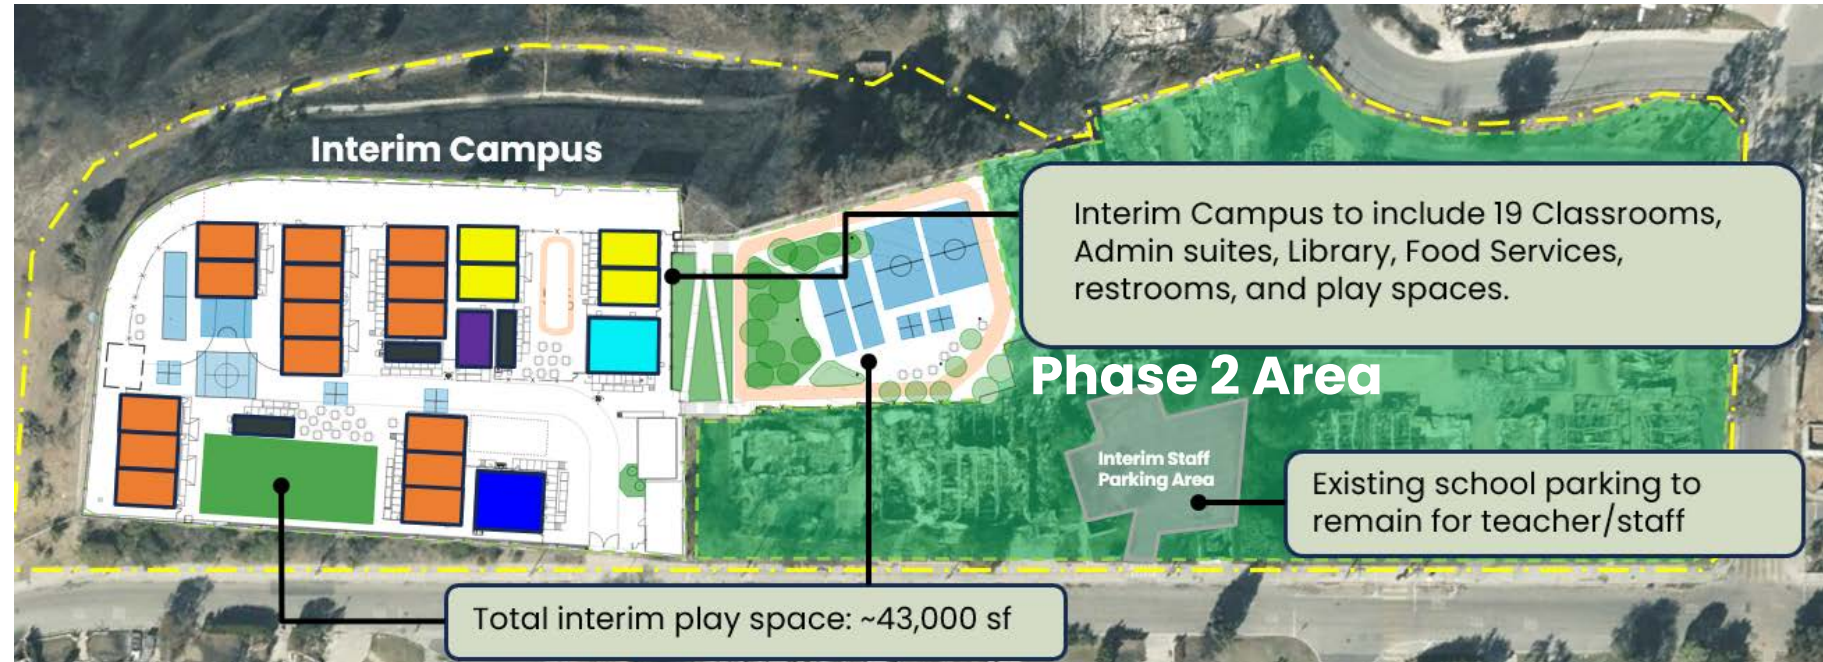 Interim Campus
Interim Campus to include 19 Classrooms,
Admin suites, Library, Food Services,
restrooms, and play spaces.
Phase 2 Area
Interim Staff
Parking Area
Existing school parking to
remain for teacher/staff
Total interim play space: ~43,000 sf